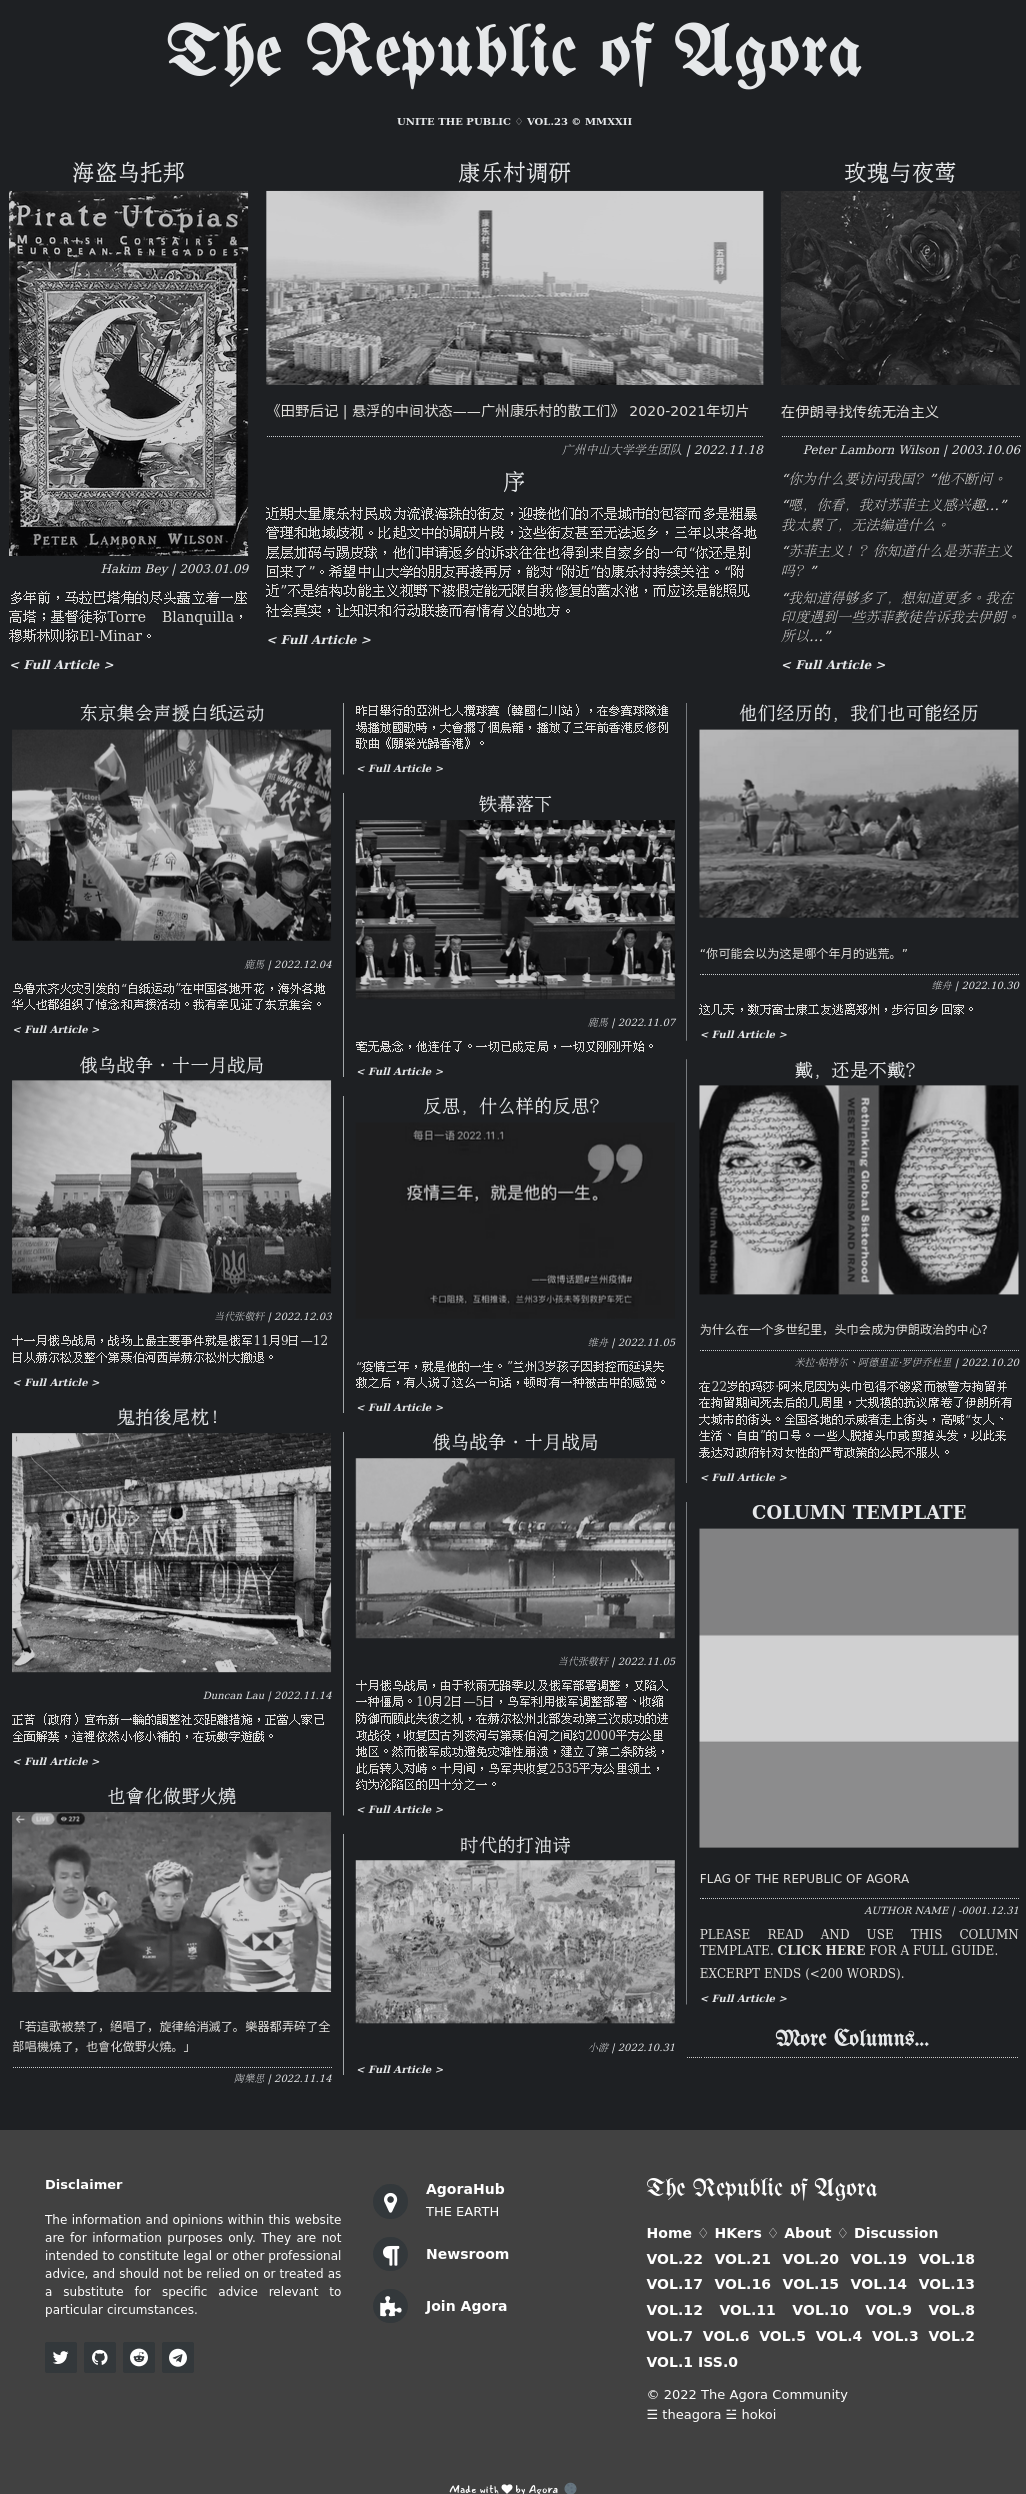 The Republic of Agora
UNITE THE PUBLIC ♢ VOL.23 © MMXXII
海盗乌托邦
Pirate Utopias
MOORISH CORSAIRS &
EUROPEAN RENEGADOES
PETER LAMBORN WILSON
Hakim Bey | 2003.01.09
多年前，马拉巴塔角的尽头矗立着一座
高塔；基督徒称Torre Blanquilla，
穆斯林则称El-Minar。
< Full Article >
康乐村调研
康乐村、鹭江村
五凤村
《田野后记 | 悬浮的中间状态——广州康乐村的散工们》 2020-2021年切片
广州中山大学学生团队 | 2022.11.18
序
近期大量康乐村民成为流浪海珠的街友，迎接他们的不是城市的包容而多是粗暴
管理和地域歧视。比起文中的调研片段，这些街友甚至无法返乡，三年以来各地
层层加码与踢皮球，他们申请返乡的诉求往往也得到来自家乡的一句“你还是别
回来了”。希望中山大学的朋友再接再厉，能对“附近”的康乐村持续关注。“附
近”不是结构功能主义视野下被假定能无限自我修复的蓄水池，而应该是能照见
社会真实，让知识和行动联接而有情有义的地方。
< Full Article >
玫瑰与夜莺
在伊朗寻找传统无治主义
Peter Lamborn Wilson | 2003.10.06
“你为什么要访问我国？”他不断问。
“嗯，你看，我对苏菲主义感兴趣…”
我太累了，无法编造什么。
“苏菲主义！？你知道什么是苏菲主义
吗？”
“我知道得够多了，想知道更多。我在
印度遇到一些苏菲教徒告诉我去伊朗。
所以…”
< Full Article >
东京集会声援白纸运动
鹿馬 | 2022.12.04
乌鲁木齐火灾引发的“白纸运动”在中国各地开花，海外各地
华人也都组织了悼念和声援活动。我有幸见证了东京集会。
< Full Article >
俄乌战争·十一月战局
当代张敬轩 | 2022.12.03
十一月俄乌战局，战场上最主要事件就是俄军11月9日—12
日从赫尔松及整个第聂伯河西岸赫尔松州大撤退。
< Full Article >
鬼拍後尾枕！
WORDS
DO NOT MEAN
ANYTHING TODAY
Duncan Lau | 2022.11.14
正苦（政府）宣布新一輪的調整社交距離措施，正當人家已
全面解禁，這裡依然小修小補的，在玩數字遊戲。
< Full Article >
也會化做野火燒
LIVE 272
「若這歌被禁了，絕唱了，旋律給消滅了。樂器都弄碎了全
部唱機燒了，也會化做野火燒。」
陶樂思 | 2022.11.14
昨日舉行的亞洲七人欖球賽（韓國仁川站），在參賽球隊進
場播放國歌時，大會擺了個烏龍，播放了三年前香港反修例
歌曲《願榮光歸香港》。
< Full Article >
铁幕落下
鹿馬 | 2022.11.07
毫无悬念，他连任了。一切已成定局，一切又刚刚开始。
< Full Article >
反思，什么样的反思？
每日一语 2022.11.1
疫情三年，就是他的一生。
——微博话题#兰州疫情#
卡口阻挠，互相推诿，兰州3岁小孩未等到救护车死亡
维舟 | 2022.11.05
“疫情三年，就是他的一生。”兰州3岁孩子因封控而延误失
救之后，有人说了这么一句话，顿时有一种被击中的感觉。
< Full Article >
俄乌战争·十月战局
当代张敬轩 | 2022.11.05
十月俄乌战局，由于秋雨无路季以及俄军部署调整，又陷入
一种僵局。10月2日—5日，乌军利用俄军调整部署、收缩
防御而顾此失彼之机，在赫尔松州北部发动第三次成功的进
攻战役，收复因古列茨河与第聂伯河之间约2000平方公里
地区。然而俄军成功避免灾难性崩溃，建立了第二条防线，
此后转入对峙。十月间，乌军共收复2535平方公里领土，
约为沦陷区的四十分之一。
< Full Article >
时代的打油诗
小游 | 2022.10.31
< Full Article >
他们经历的，我们也可能经历
“你可能会以为这是哪个年月的逃荒。”
维舟 | 2022.10.30
这几天，数万富士康工友逃离郑州，步行回乡回家。
< Full Article >
戴，还是不戴？
Rethinking Global Sisterhood
WESTERN FEMINISM AND IRAN
Nima Naghibi
为什么在一个多世纪里，头巾会成为伊朗政治的中心？
米拉·帕特尔、阿德里亚·罗伊乔杜里 | 2022.10.20
在22岁的玛莎·阿米尼因为头巾包得不够紧而被警方拘留并
在拘留期间死去后的几周里，大规模的抗议席卷了伊朗所有
大城市的街头。全国各地的示威者走上街头，高喊“女人、
生活、自由”的口号。一些人脱掉头巾或剪掉头发，以此来
表达对政府针对女性的严苛政策的公民不服从。
< Full Article >
COLUMN TEMPLATE
FLAG OF THE REPUBLIC OF AGORA
AUTHOR NAME | -0001.12.31
PLEASE READ AND USE THIS COLUMN
TEMPLATE. CLICK HERE FOR A FULL GUIDE.
EXCERPT ENDS (<200 WORDS).
< Full Article >
More Columns...
Disclaimer
The information and opinions within this website
are for information purposes only. They are not
intended to constitute legal or other professional
advice, and should not be relied on or treated as
a substitute for specific advice relevant to
particular circumstances.
AgoraHub
THE EARTH
Newsroom
Join Agora
The Republic of Agora
Home ♢ HKers ♢ About ♢ Discussion
VOL.22 VOL.21 VOL.20 VOL.19 VOL.18
VOL.17 VOL.16 VOL.15 VOL.14 VOL.13
VOL.12 VOL.11 VOL.10 VOL.9 VOL.8
VOL.7 VOL.6 VOL.5 VOL.4 VOL.3 VOL.2
VOL.1 ISS.0
© 2022 The Agora Community
☰ theagora ☱ hokoi
Made with ♥ by Agora